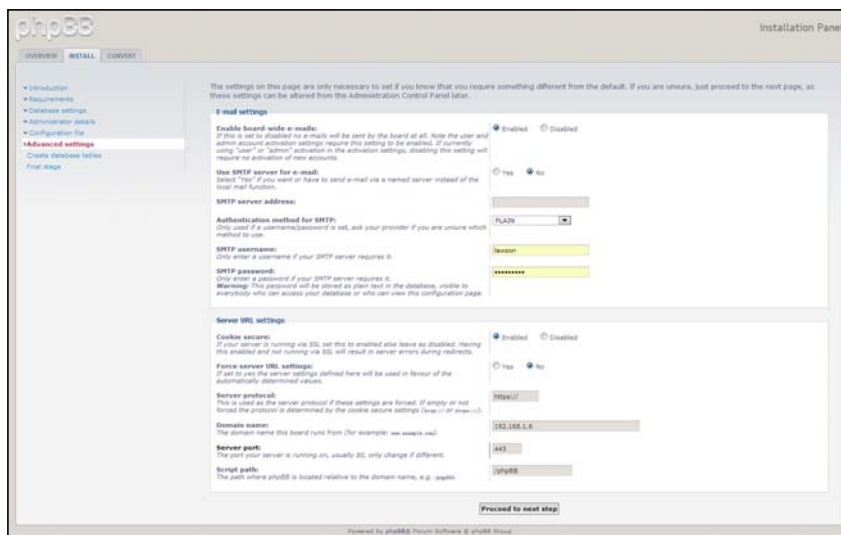 phpBB
Installation Panel
OVERVIEW INSTALL CONVERT
Introduction
Requirements
Database settings
Administrator details
Configuration file
Advanced settings
Create database tables
Final stage
The settings on this page are only necessary to set if you know that you require something different from the default. If you are unsure, just proceed to the next page, as
these settings can be altered from the Administration Control Panel later.
E-mail settings
Enable board-wide e-mails:
If this is set to disabled no e-mails will be sent by the board at all. Note the user and
admin account activation settings require this setting to be enabled. If currently
using "user" or "admin" activation in the activation settings, disabling this setting will
require no activation of new accounts.
Enabled Disabled
Use SMTP server for e-mail:
Select "Yes" if you want or have to send e-mail via a named server instead of the
local mail function.
Yes No
SMTP server address:
Authentication method for SMTP:
Only used if a username/password is set, ask your provider if you are unsure which
method to use.
PLAIN
SMTP username:
Only enter a username if your SMTP server requires it.
lawson
SMTP password:
Only enter a password if your SMTP server requires it.
Warning: This password will be stored as plain text in the database, visible to
everybody who can access your database or who can view this configuration page.
•••••••••
Server URL settings
Cookie secure:
If your server is running via SSL set this to enabled else leave as disabled. Having
this enabled and not running via SSL will result in server errors during redirects.
Enabled Disabled
Force server URL settings:
If set to yes the server settings defined here will be used in favour of the
automatically determined values.
Yes No
Server protocol:
This is used as the server protocol if these settings are forced. If empty or not
forced the protocol is determined by the cookie secure settings (http:// or https://).
https://
Domain name:
The domain name this board runs from (for example: www.example.com).
192.168.1.6
Server port:
The port your server is running on, usually 80, only change if different.
443
Script path:
The path where phpBB is located relative to the domain name, e.g. /phpBB3.
/phpBB
Proceed to next step
Powered by phpBB® Forum Software © phpBB Group